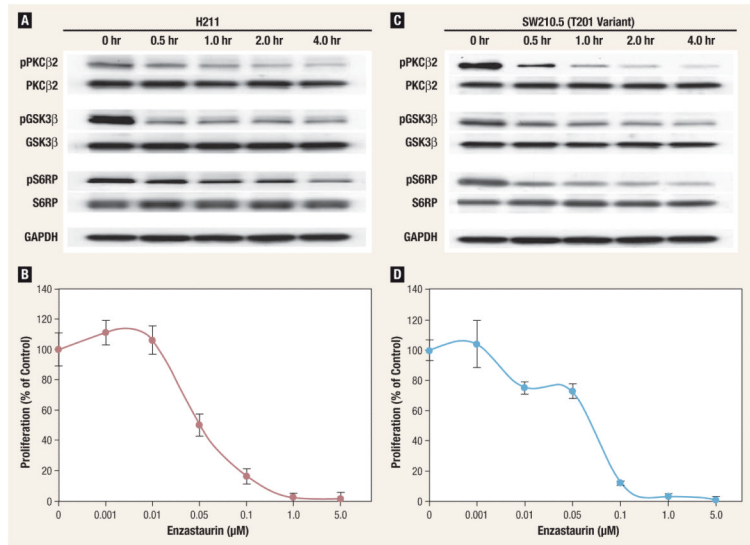 A
H211
0 hr 0.5 hr 1.0 hr 2.0 hr 4.0 hr
pPKCβ2
PKCβ2
pGSK3β
GSK3β
pS6RP
S6RP
GAPDH
C
SW210.5 (T201 Variant)
0 hr 0.5 hr 1.0 hr 2.0 hr 4.0 hr
pPKCβ2
PKCβ2
pGSK3β
GSK3β
pS6RP
S6RP
GAPDH
B
Proliferation (% of Control)
140
120
100
80
60
40
20
0
0 0.001 0.01 0.05 0.1 1.0 5.0
Enzastaurin (µM)
D
Proliferation (% of Control)
140
120
100
80
60
40
20
0
0 0.001 0.01 0.05 0.1 1.0 5.0
Enzastaurin (µM)